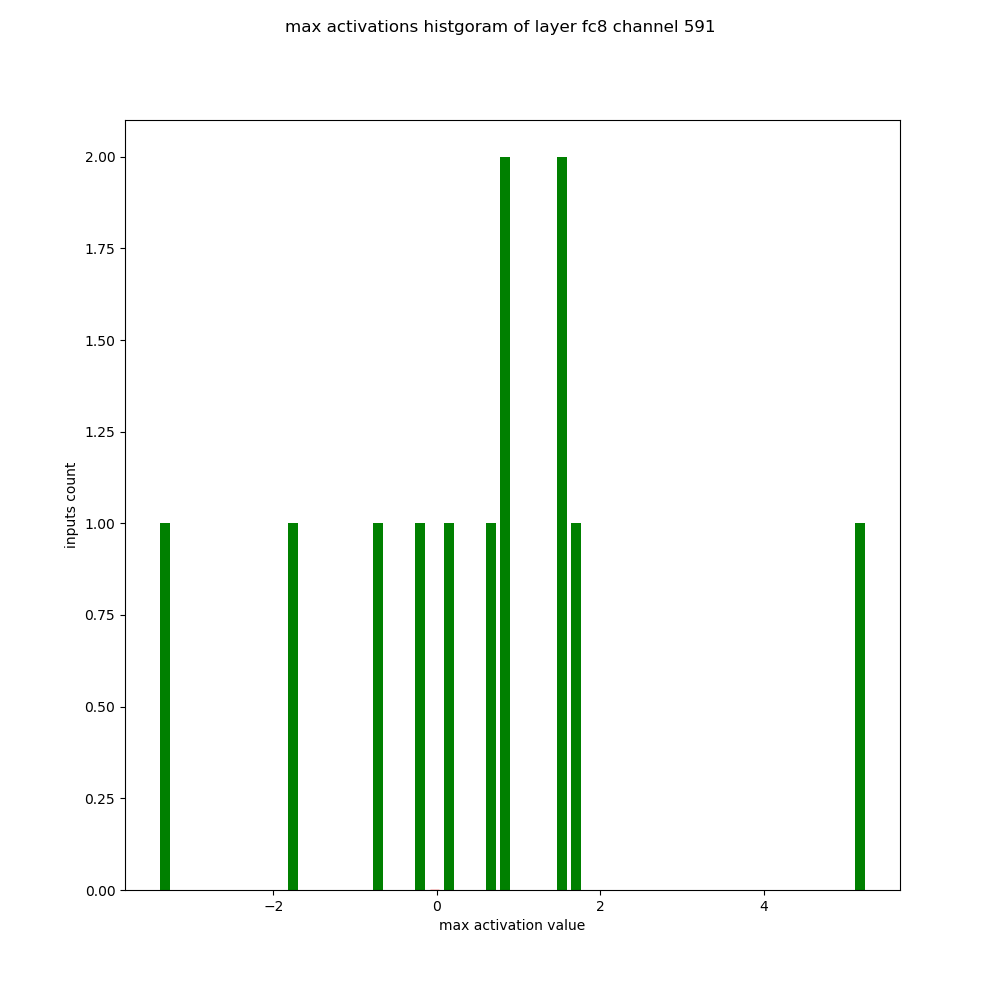 max activations histgoram of layer fc8 channel 591
2.00
1.75
1.50
1.25
1.00
0.75
0.50
0.25
0.00
inputs count
−2 0 2 4
max activation value